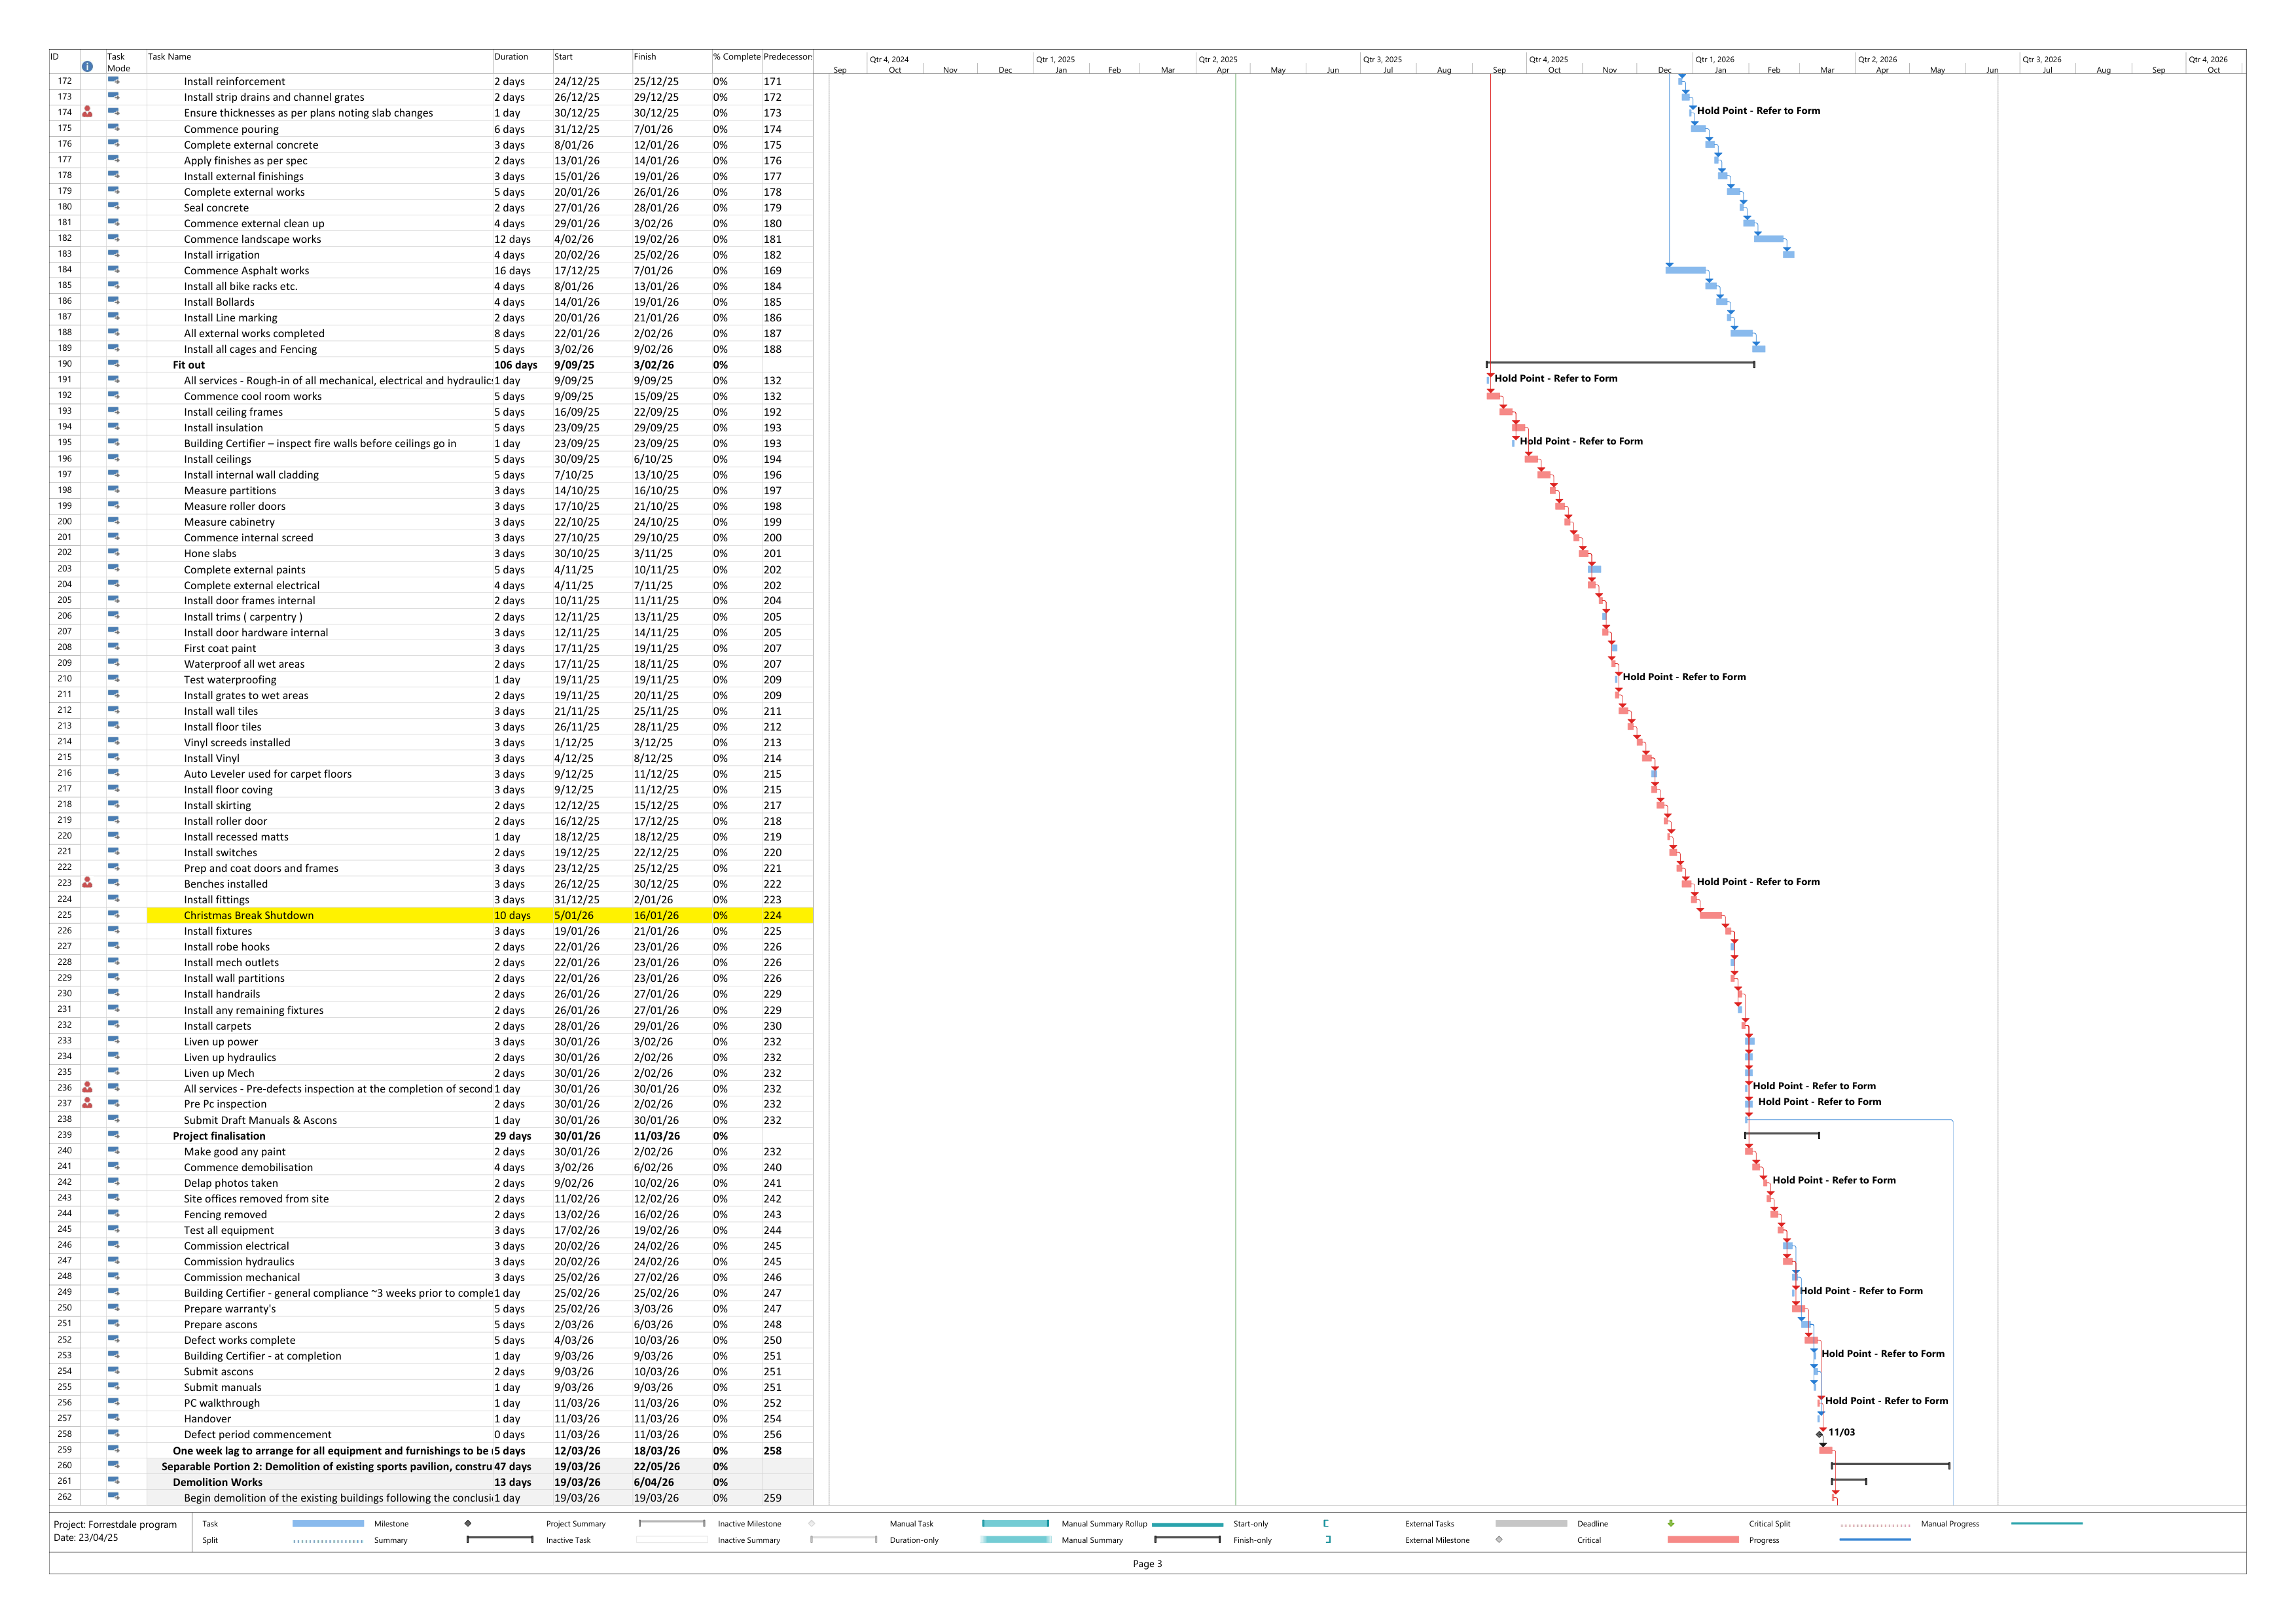 ID Task Mode Task Name Duration Start Finish % Complete Predecessors
Qtr 4, 2024 Qtr 1, 2025 Qtr 2, 2025 Qtr 3, 2025 Qtr 4, 2025 Qtr 1, 2026 Qtr 2, 2026 Qtr 3, 2026 Qtr 4, 2026
Sep Oct Nov Dec Jan Feb Mar Apr May Jun Jul Aug Sep Oct Nov Dec Jan Feb Mar Apr May Jun Jul Aug Sep Oct
172 Install reinforcement 2 days 24/12/25 25/12/25 0% 171
173 Install strip drains and channel grates 2 days 26/12/25 29/12/25 0% 172
174 Ensure thicknesses as per plans noting slab changes 1 day 30/12/25 30/12/25 0% 173 Hold Point - Refer to Form
175 Commence pouring 6 days 31/12/25 7/01/26 0% 174
176 Complete external concrete 3 days 8/01/26 12/01/26 0% 175
177 Apply finishes as per spec 2 days 13/01/26 14/01/26 0% 176
178 Install external finishings 3 days 15/01/26 19/01/26 0% 177
179 Complete external works 5 days 20/01/26 26/01/26 0% 178
180 Seal concrete 2 days 27/01/26 28/01/26 0% 179
181 Commence external clean up 4 days 29/01/26 3/02/26 0% 180
182 Commence landscape works 12 days 4/02/26 19/02/26 0% 181
183 Install irrigation 4 days 20/02/26 25/02/26 0% 182
184 Commence Asphalt works 16 days 17/12/25 7/01/26 0% 169
185 Install all bike racks etc. 4 days 8/01/26 13/01/26 0% 184
186 Install Bollards 4 days 14/01/26 19/01/26 0% 185
187 Install Line marking 2 days 20/01/26 21/01/26 0% 186
188 All external works completed 8 days 22/01/26 2/02/26 0% 187
189 Install all cages and Fencing 5 days 3/02/26 9/02/26 0% 188
190 Fit out 106 days 9/09/25 3/02/26 0%
191 All services - Rough-in of all mechanical, electrical and hydraulic 1 day 9/09/25 9/09/25 0% 132 Hold Point - Refer to Form
192 Commence cool room works 5 days 9/09/25 15/09/25 0% 132
193 Install ceiling frames 5 days 16/09/25 22/09/25 0% 192
194 Install insulation 5 days 23/09/25 29/09/25 0% 193
195 Building Certifier – inspect fire walls before ceilings go in 1 day 23/09/25 23/09/25 0% 193 Hold Point - Refer to Form
196 Install ceilings 5 days 30/09/25 6/10/25 0% 194
197 Install internal wall cladding 5 days 7/10/25 13/10/25 0% 196
198 Measure partitions 3 days 14/10/25 16/10/25 0% 197
199 Measure roller doors 3 days 17/10/25 21/10/25 0% 198
200 Measure cabinetry 3 days 22/10/25 24/10/25 0% 199
201 Commence internal screed 3 days 27/10/25 29/10/25 0% 200
202 Hone slabs 3 days 30/10/25 3/11/25 0% 201
203 Complete external paints 5 days 4/11/25 10/11/25 0% 202
204 Complete external electrical 4 days 4/11/25 7/11/25 0% 202
205 Install door frames internal 2 days 10/11/25 11/11/25 0% 204
206 Install trims ( carpentry ) 2 days 12/11/25 13/11/25 0% 205
207 Install door hardware internal 3 days 12/11/25 14/11/25 0% 205
208 First coat paint 3 days 17/11/25 19/11/25 0% 207
209 Waterproof all wet areas 2 days 17/11/25 18/11/25 0% 207
210 Test waterproofing 1 day 19/11/25 19/11/25 0% 209 Hold Point - Refer to Form
211 Install grates to wet areas 2 days 19/11/25 20/11/25 0% 209
212 Install wall tiles 3 days 21/11/25 25/11/25 0% 211
213 Install floor tiles 3 days 26/11/25 28/11/25 0% 212
214 Vinyl screeds installed 3 days 1/12/25 3/12/25 0% 213
215 Install Vinyl 3 days 4/12/25 8/12/25 0% 214
216 Auto Leveler used for carpet floors 3 days 9/12/25 11/12/25 0% 215
217 Install floor coving 3 days 9/12/25 11/12/25 0% 215
218 Install skirting 2 days 12/12/25 15/12/25 0% 217
219 Install roller door 2 days 16/12/25 17/12/25 0% 218
220 Install recessed matts 1 day 18/12/25 18/12/25 0% 219
221 Install switches 2 days 19/12/25 22/12/25 0% 220
222 Prep and coat doors and frames 3 days 23/12/25 25/12/25 0% 221
223 Benches installed 3 days 26/12/25 30/12/25 0% 222 Hold Point - Refer to Form
224 Install fittings 3 days 31/12/25 2/01/26 0% 223
225 Christmas Break Shutdown 10 days 5/01/26 16/01/26 0% 224
226 Install fixtures 3 days 19/01/26 21/01/26 0% 225
227 Install robe hooks 2 days 22/01/26 23/01/26 0% 226
228 Install mech outlets 2 days 22/01/26 23/01/26 0% 226
229 Install wall partitions 2 days 22/01/26 23/01/26 0% 226
230 Install handrails 2 days 26/01/26 27/01/26 0% 229
231 Install any remaining fixtures 2 days 26/01/26 27/01/26 0% 229
232 Install carpets 2 days 28/01/26 29/01/26 0% 230
233 Liven up power 3 days 30/01/26 3/02/26 0% 232
234 Liven up hydraulics 2 days 30/01/26 2/02/26 0% 232
235 Liven up Mech 2 days 30/01/26 2/02/26 0% 232
236 All services - Pre-defects inspection at the completion of second 1 day 30/01/26 30/01/26 0% 232 Hold Point - Refer to Form
237 Pre Pc inspection 2 days 30/01/26 2/02/26 0% 232 Hold Point - Refer to Form
238 Submit Draft Manuals & Ascons 1 day 30/01/26 30/01/26 0% 232
239 Project finalisation 29 days 30/01/26 11/03/26 0%
240 Make good any paint 2 days 30/01/26 2/02/26 0% 232
241 Commence demobilisation 4 days 3/02/26 6/02/26 0% 240
242 Delap photos taken 2 days 9/02/26 10/02/26 0% 241 Hold Point - Refer to Form
243 Site offices removed from site 2 days 11/02/26 12/02/26 0% 242
244 Fencing removed 2 days 13/02/26 16/02/26 0% 243
245 Test all equipment 3 days 17/02/26 19/02/26 0% 244
246 Commission electrical 3 days 20/02/26 24/02/26 0% 245
247 Commission hydraulics 3 days 20/02/26 24/02/26 0% 245
248 Commission mechanical 3 days 25/02/26 27/02/26 0% 246
249 Building Certifier - general compliance ~3 weeks prior to comple 1 day 25/02/26 25/02/26 0% 247 Hold Point - Refer to Form
250 Prepare warranty's 5 days 25/02/26 3/03/26 0% 247
251 Prepare ascons 5 days 2/03/26 6/03/26 0% 248
252 Defect works complete 5 days 4/03/26 10/03/26 0% 250
253 Building Certifier - at completion 1 day 9/03/26 9/03/26 0% 251 Hold Point - Refer to Form
254 Submit ascons 2 days 9/03/26 10/03/26 0% 251
255 Submit manuals 1 day 9/03/26 9/03/26 0% 251
256 PC walkthrough 1 day 11/03/26 11/03/26 0% 252 Hold Point - Refer to Form
257 Handover 1 day 11/03/26 11/03/26 0% 254
258 Defect period commencement 0 days 11/03/26 11/03/26 0% 256 11/03
259 One week lag to arrange for all equipment and furnishings to be 5 days 12/03/26 18/03/26 0% 258
260 Separable Portion 2: Demolition of existing sports pavilion, constru 47 days 19/03/26 22/05/26 0%
261 Demolition Works 13 days 19/03/26 6/04/26 0%
262 Begin demolition of the existing buildings following the conclusi 1 day 19/03/26 19/03/26 0% 259
Project: Forrestdale program
Date: 23/04/25
Task Milestone Project Summary Inactive Milestone Manual Task Manual Summary Rollup Start-only External Tasks Deadline Critical Split Manual Progress
Split Summary Inactive Task Inactive Summary Duration-only Manual Summary Finish-only External Milestone Critical Progress
Page 3